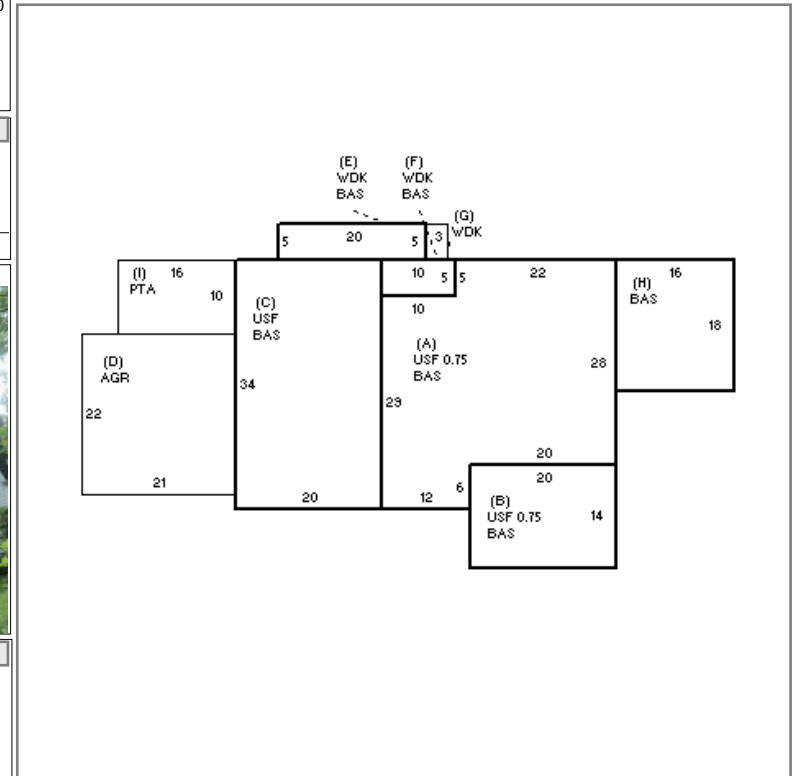 (E)
WDK
BAS
(F)
WDK
BAS
(G)
WDK
5
20
5
3
(I)
PTA
16
10
(C)
USF
BAS
34
20
10
5
5
10
22
(A)
USF 0.75
BAS
29
28
12
6
20
(H)
BAS
16
18
(D)
AGR
22
21
20
(B)
USF 0.75
BAS
14